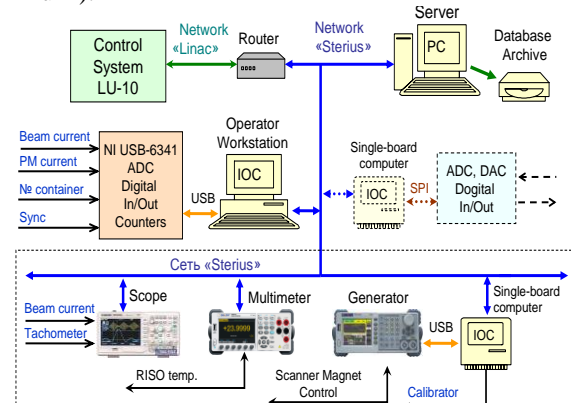 Server
Network
«Linac»
Network
«Sterius»
Router
Control
System
LU-10
PC
Database
Archive
Operator
Workstation
Beam current
PM current
№ container
Sync
NI USB-6341
ADC
Digital
In/Out
Counters
USB
IOC
Single-board
computer
IOC
SPI
ADC, DAC
Dogital
In/Out
Сеть «Sterius»
Scope
Multimeter
Generator
Single-board
computer
Beam current
Tachometer
+23.9999
USB
IOC
RISO temp.
Scanner Magnet
Control
Calibrator